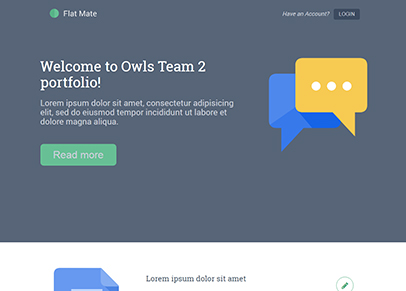 Flat Mate
Have an Account?
LOGIN
Welcome to Owls Team 2
portfolio!
Lorem ipsum dolor sit amet, consectetur adipisicing
elit, sed do eiusmod tempor incididunt ut labore et
dolore magna aliqua.
Read more
Lorem ipsum dolor sit amet